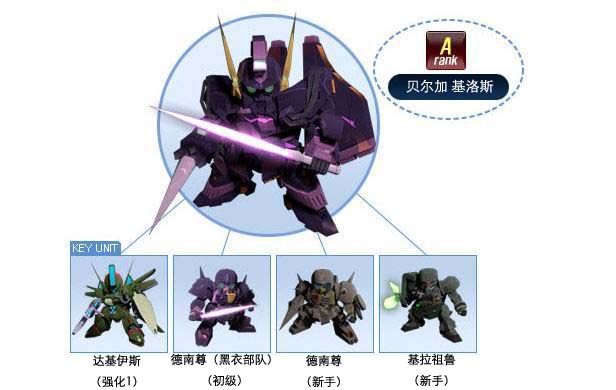 A
rank
贝尔加 基洛斯
KEY UNIT
达基伊斯
（强化1）
德南尊（黑衣部队）
（初级）
德南尊
（新手）
基拉祖鲁
（新手）